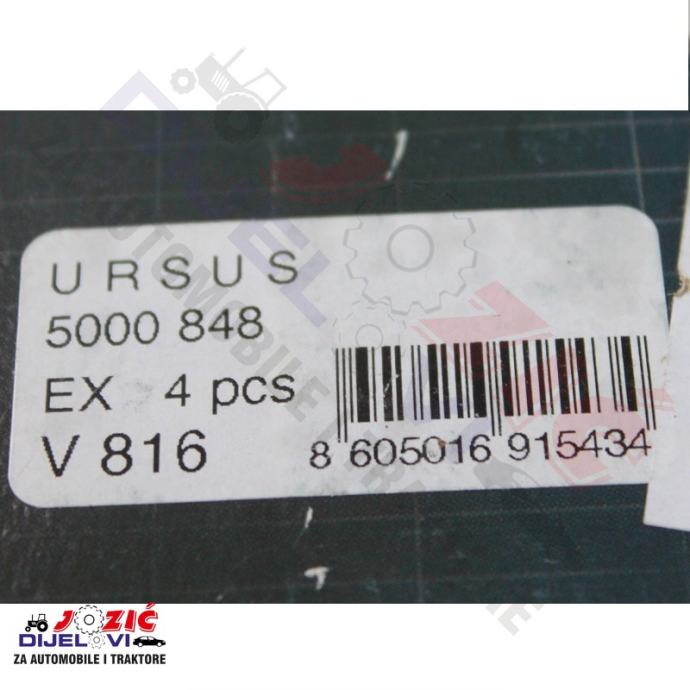 URSUS
5000 848
EX 4 pcs
V 816
8 605016 915434
JOZIĆ
DIJELOVI
ZA AUTOMOBILE I TRAKTORE